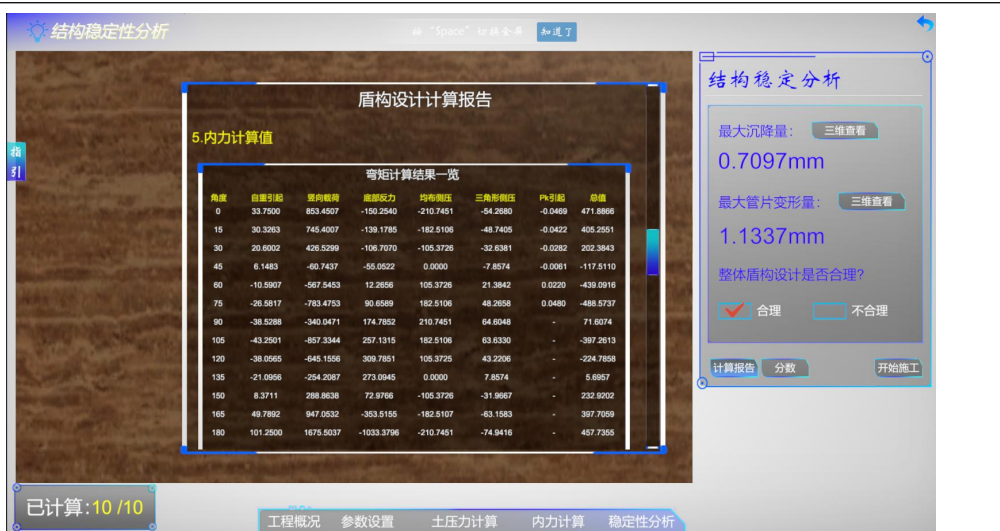 结构稳定性分析
按 "Space" 切换全屏 知道了
指引
盾构设计计算报告
5.内力计算值
弯矩计算结果一览
角度 自重引起 竖向载荷 底部反力 均布侧压 三角形侧压 Pk引起 总值
0 33.7500 853.4507 -150.2540 -210.7451 -54.2680 -0.0469 471.8866
15 30.3263 745.4007 -139.1785 -182.5106 -48.7405 -0.0422 405.2551
30 20.6002 426.5299 -106.7070 -105.3726 -32.6381 -0.0282 202.3843
45 6.1483 -60.7437 -55.0522 0.0000 -7.8574 -0.0061 -117.5110
60 -10.5907 -567.5453 12.2656 105.3726 21.3842 0.0220 -439.0916
75 -26.5817 -783.4753 90.6589 182.5106 48.2658 0.0480 -488.5737
90 -38.5288 -340.0471 174.7852 210.7451 64.6048 - 71.6074
105 -43.2501 -857.3344 257.1315 182.5106 63.6330 - -397.2613
120 -38.0565 -645.1556 309.7851 105.3725 43.2206 - -224.7858
135 -21.0956 -254.2087 273.0945 0.0000 7.8574 - 5.6957
150 8.3711 288.8638 72.9766 -105.3726 -31.9667 - 232.9202
165 49.7892 947.0532 -353.5155 -182.5107 -63.1583 - 397.7059
180 101.2500 1675.5037 -1033.3796 -210.7451 -74.9416 - 457.7355
结构稳定分析
最大沉降量: 三维查看
0.7097mm
最大管片变形量: 三维查看
1.1337mm
整体盾构设计是否合理?
合理 不合理
计算报告 分数 开始施工
已计算:10 /10
工程概况 参数设置 土压力计算 内力计算 稳定性分析